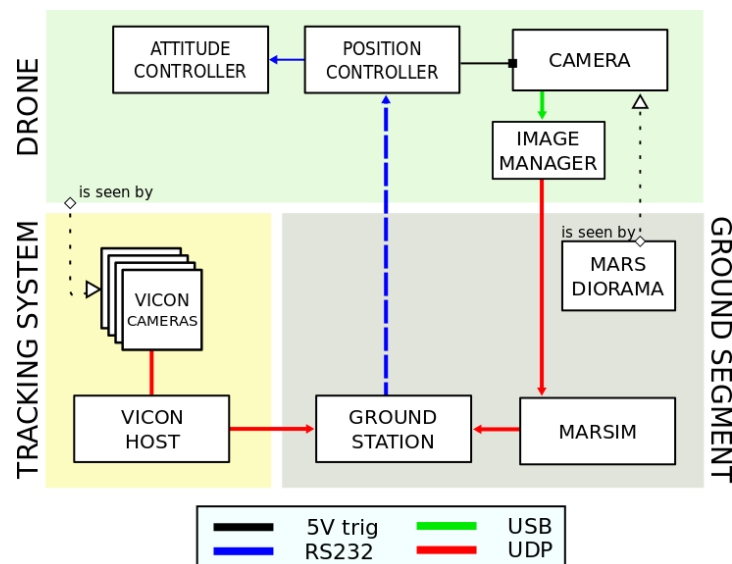 DRONE
ATTITUDE
CONTROLLER
POSITION
CONTROLLER
CAMERA
IMAGE
MANAGER
is seen by
TRACKING SYSTEM
VICON
CAMERAS
VICON
HOST
GROUND SEGMENT
is seen by
MARS
DIORAMA
GROUND
STATION
MARSIM
5V trig
USB
RS232
UDP